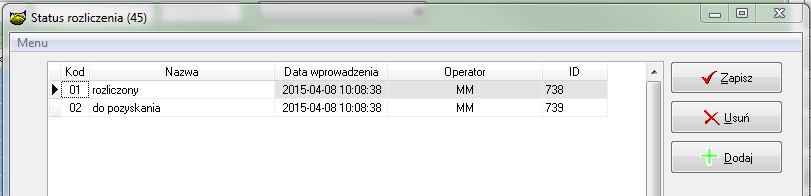 Status rozliczenia (45)
Menu
Kod Nazwa Data wprowadzenia Operator ID
01 rozliczony 2015-04-08 10:08:38 MM 738
02 do pozyskania 2015-04-08 10:08:38 MM 739
Zapisz
Usuń
Dodaj